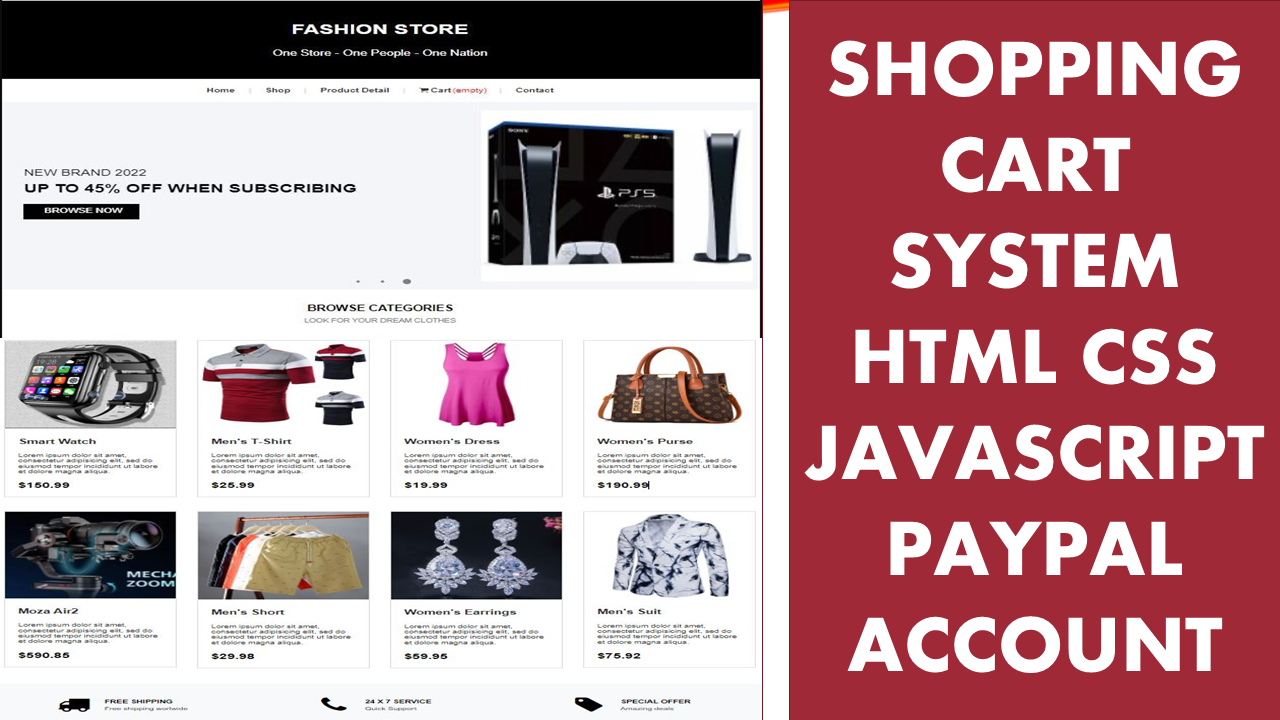 FASHION STORE
One Store - One People - One Nation
Home
Shop
Product Detail
Cart(empty)
Contact
NEW BRAND 2022
UP TO 45% OFF WHEN SUBSCRIBING
BROWSE NOW
SONY
PS5
BROWSE CATEGORIES
LOOK FOR YOUR DREAM CLOTHES
Smart Watch
Lorem ipsum dolor sit amet,
consectetur adipisicing elit, sed do
eiusmod tempor incididunt ut labore
et dolore magna aliqua.
$150.99
Men's T-Shirt
Lorem ipsum dolor sit amet,
consectetur adipisicing elit, sed do
eiusmod tempor incididunt ut labore
et dolore magna aliqua.
$25.99
Women's Dress
Lorem ipsum dolor sit amet,
consectetur adipisicing elit, sed do
eiusmod tempor incididunt ut labore
et dolore magna aliqua.
$19.99
Women's Purse
Lorem ipsum dolor sit amet,
consectetur adipisicing elit, sed do
eiusmod tempor incididunt ut labore
et dolore magna aliqua.
$190.99
MECHA
ZOOM
Moza Air2
Lorem ipsum dolor sit amet,
consectetur adipisicing elit, sed do
eiusmod tempor incididunt ut labore
et dolore magna aliqua.
$590.85
Men's Short
Lorem ipsum dolor sit amet,
consectetur adipisicing elit, sed do
eiusmod tempor incididunt ut labore
et dolore magna aliqua.
$29.98
Women's Earrings
Lorem ipsum dolor sit amet,
consectetur adipisicing elit, sed do
eiusmod tempor incididunt ut labore
et dolore magna aliqua.
$59.95
Men's Suit
Lorem ipsum dolor sit amet,
consectetur adipisicing elit, sed do
eiusmod tempor incididunt ut labore
et dolore magna aliqua.
$75.92
FREE SHIPPING
Free shipping worlwide
24 X 7 SERVICE
Quick Support
SPECIAL OFFER
Amazing deals
SHOPPING
CART
SYSTEM
HTML CSS
JAVASCRIPT
PAYPAL
ACCOUNT